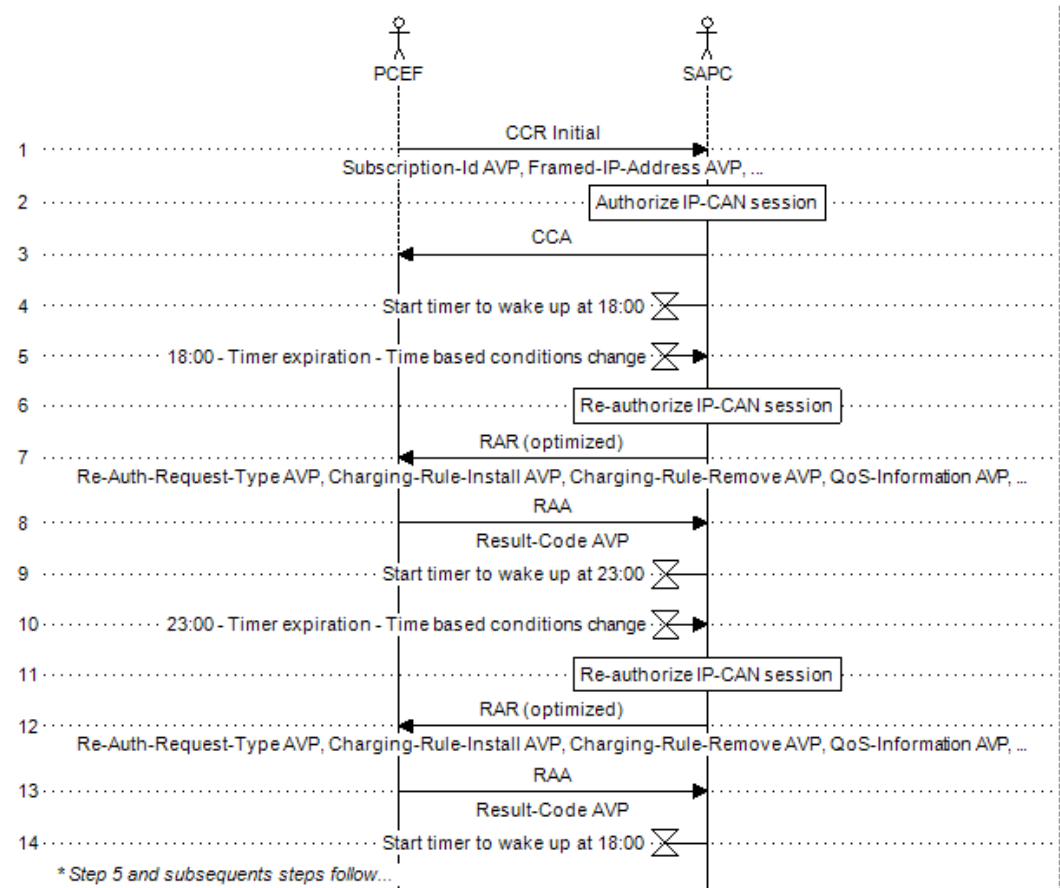 PCEF SAPC
CCR Initial
1
Subscription-Id AVP, Framed-IP-Address AVP, ...
2 Authorize IP-CAN session
CCA
3
4 Start timer to wake up at 18:00
5 18:00 - Timer expiration - Time based conditions change
6 Re-authorize IP-CAN session
RAR (optimized)
7
Re-Auth-Request-Type AVP, Charging-Rule-Install AVP, Charging-Rule-Remove AVP, QoS-Information AVP, ...
RAA
8
Result-Code AVP
9 Start timer to wake up at 23:00
10 23:00 - Timer expiration - Time based conditions change
11 Re-authorize IP-CAN session
RAR (optimized)
12
Re-Auth-Request-Type AVP, Charging-Rule-Install AVP, Charging-Rule-Remove AVP, QoS-Information AVP, ...
RAA
13
Result-Code AVP
14 Start timer to wake up at 18:00
* Step 5 and subsequents steps follow...